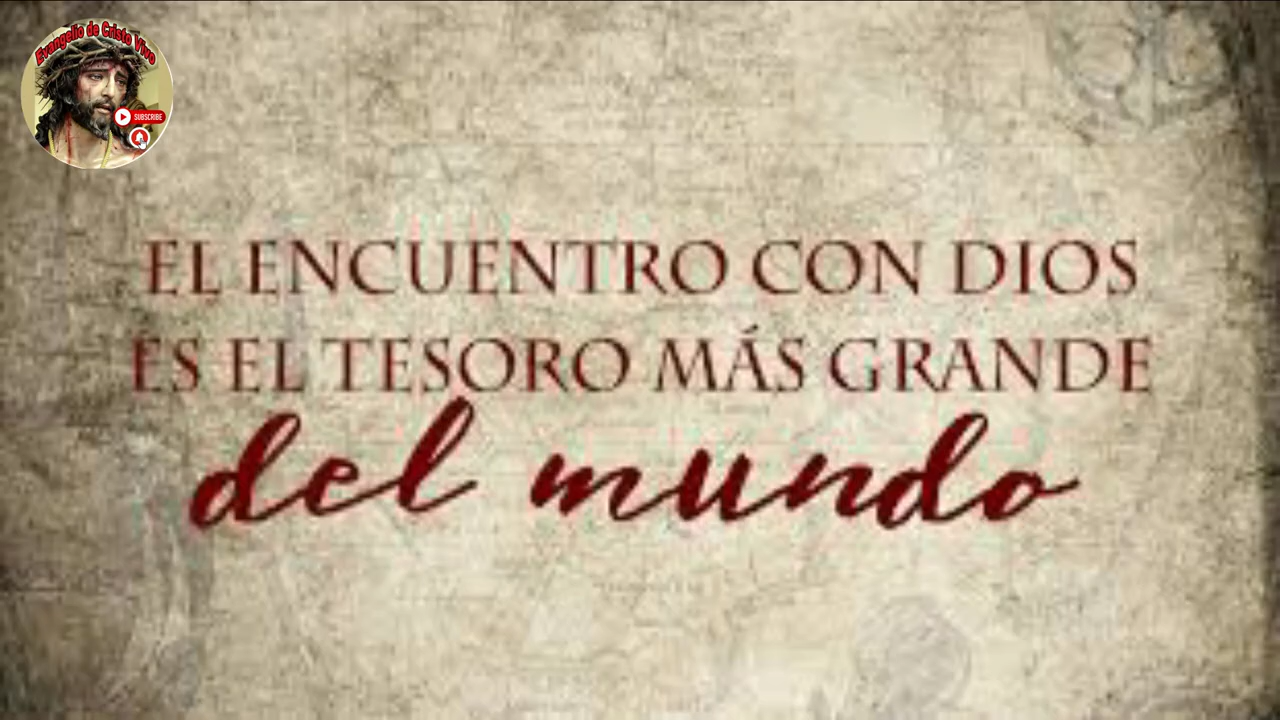 Evangelio de Cristo Vivo
SUBSCRIBE
EL ENCUENTRO CON DIOS
ES EL TESORO MÁS GRANDE
del mundo